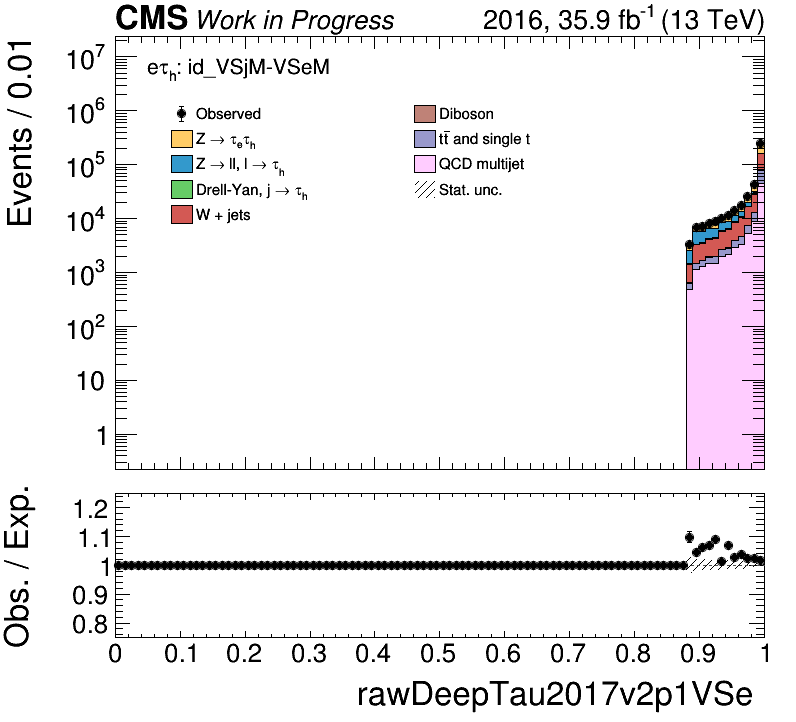 CMS Work in Progress 2016, 35.9 fb⁻¹ (13 TeV)
Events / 0.01
10⁷
10⁶
10⁵
10⁴
10³
10²
10
1
eτₕ: id_VSjM-VSeM
Observed
Z → τₑτₕ
Z → ll, l → τₕ
Drell-Yan, j → τₕ
W + jets
Diboson
tt̄ and single t
QCD multijet
Stat. unc.
Obs. / Exp.
1.2
1.1
1
0.9
0.8
0 0.1 0.2 0.3 0.4 0.5 0.6 0.7 0.8 0.9 1
rawDeepTau2017v2p1VSe